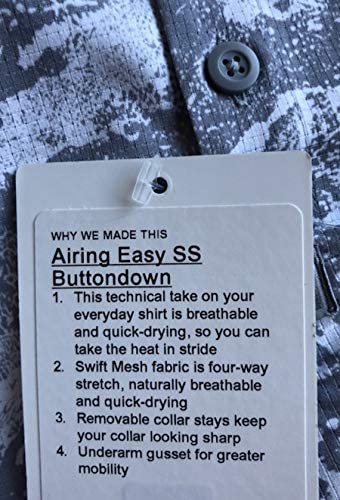 WHY WE MADE THIS
Airing Easy SS
Buttondown
1. This technical take on your
everyday shirt is breathable
and quick-drying, so you can
take the heat in stride
2. Swift Mesh fabric is four-way
stretch, naturally breathable
and quick-drying
3. Removable collar stays keep
your collar looking sharp
4. Underarm gusset for greater
mobility